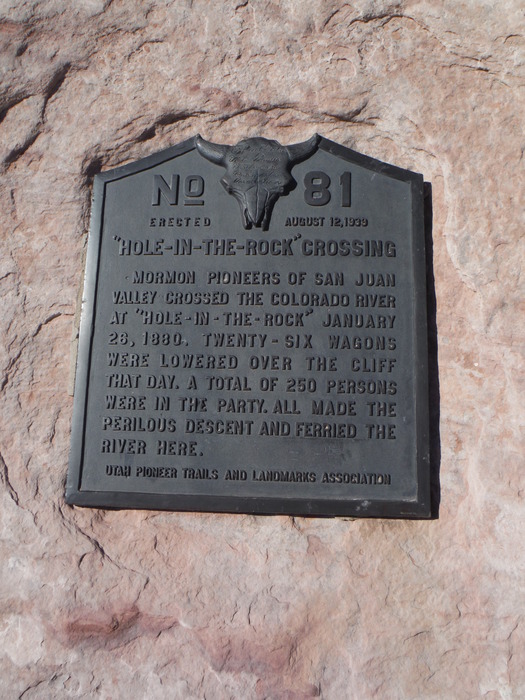 No 81
ERECTED AUGUST 12, 1939
"HOLE-IN-THE-ROCK" CROSSING
MORMON PIONEERS OF SAN JUAN
VALLEY CROSSED THE COLORADO RIVER
AT "HOLE-IN-THE-ROCK" JANUARY
26, 1880. TWENTY-SIX WAGONS
WERE LOWERED OVER THE CLIFF
THAT DAY. A TOTAL OF 250 PERSONS
WERE IN THE PARTY. ALL MADE THE
PERILOUS DESCENT AND FERRIED THE
RIVER HERE.
UTAH PIONEER TRAILS AND LANDMARKS ASSOCIATION